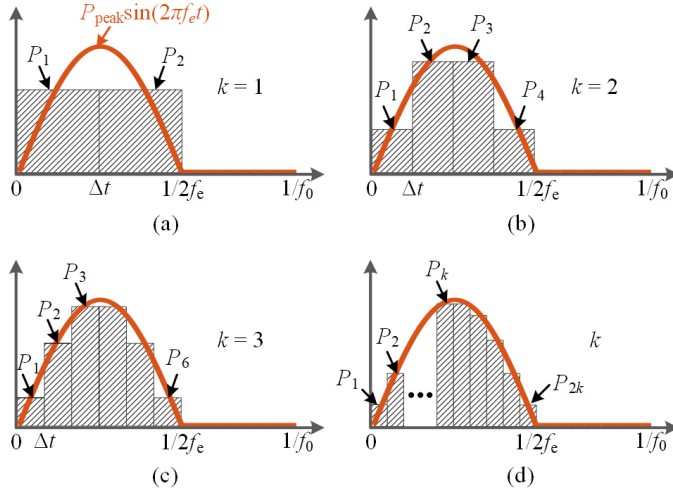 P_peak sin(2πf_e t)
P_1
P_2
k = 1
0
Δt
1/2f_e
1/f_0
(a)
P_2
P_3
P_1
P_4
k = 2
0
Δt
1/2f_e
1/f_0
(b)
P_3
P_2
P_1
P_6
k = 3
0
Δt
1/2f_e
1/f_0
(c)
P_k
P_2
P_1
k
P_2k
0
1/2f_e
1/f_0
(d)